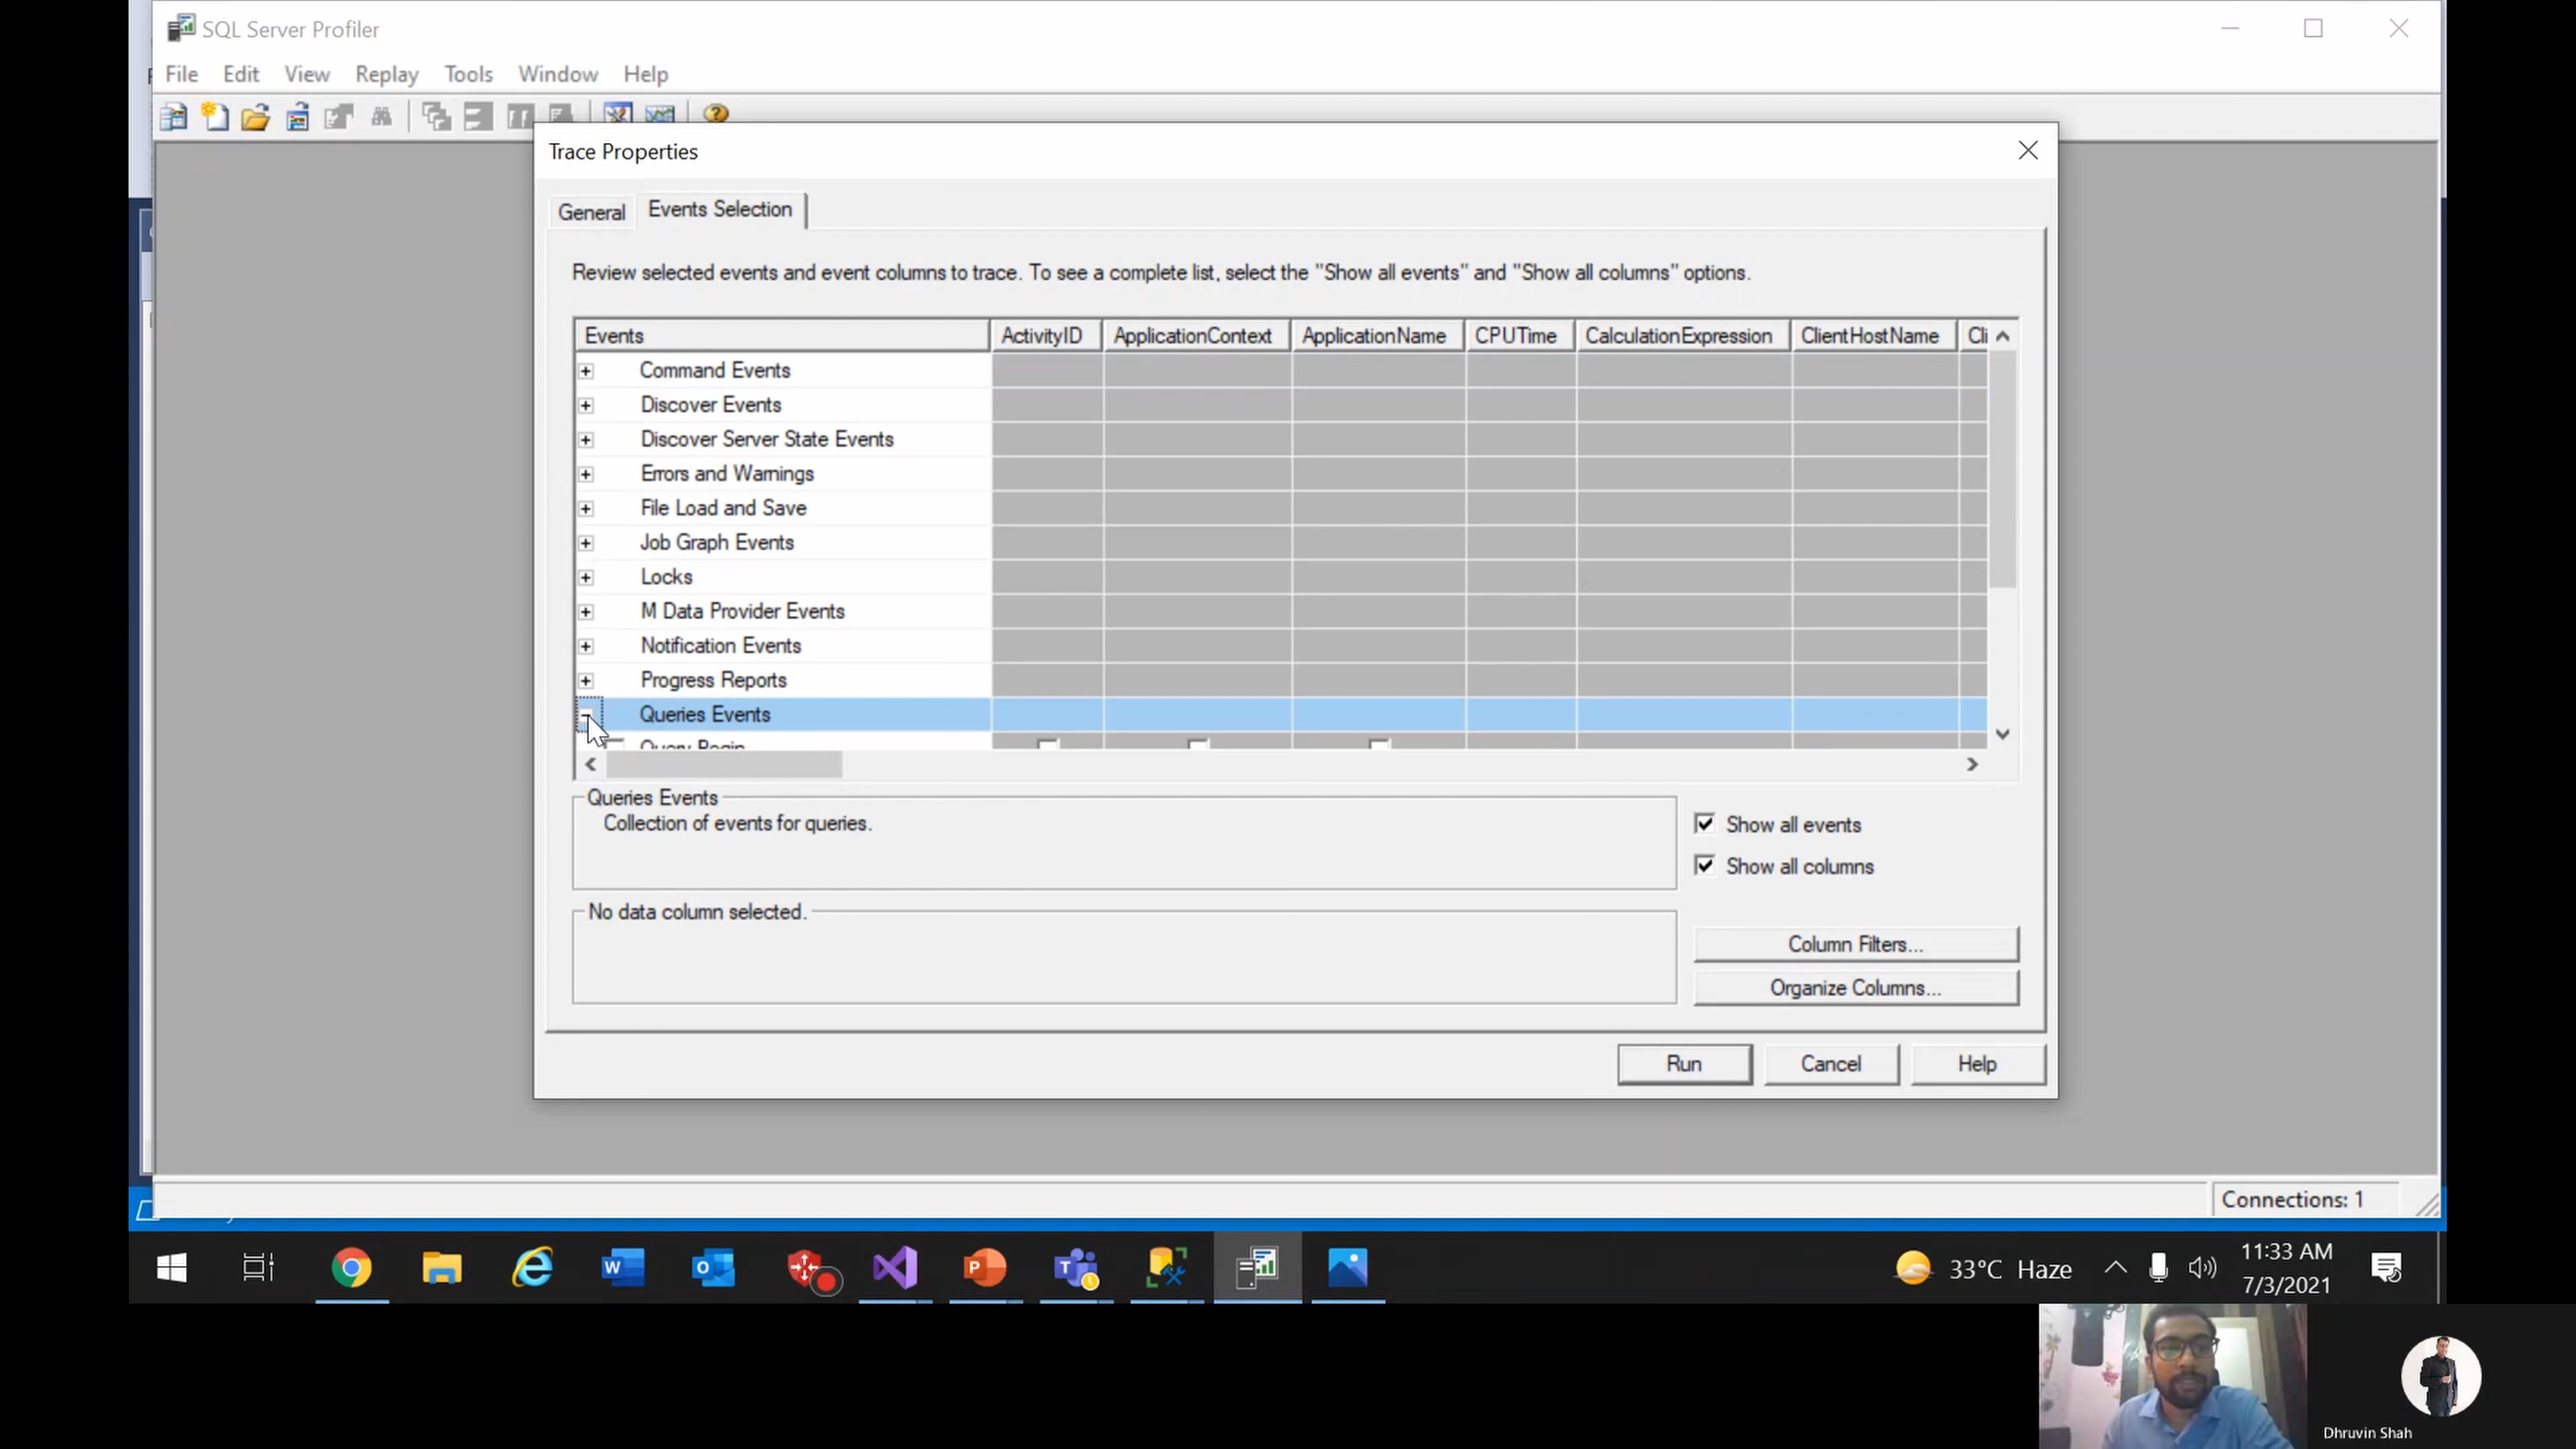 SQL Server Profiler
File Edit View Replay Tools Window Help
Trace Properties
General Events Selection
Review selected events and event columns to trace. To see a complete list, select the "Show all events" and "Show all columns" options.
Events ActivityID ApplicationContext ApplicationName CPUTime CalculationExpression ClientHostName Cli
Command Events
Discover Events
Discover Server State Events
Errors and Warnings
File Load and Save
Job Graph Events
Locks
M Data Provider Events
Notification Events
Progress Reports
Queries Events
Query Begin
Queries Events
Collection of events for queries.
Show all events
Show all columns
No data column selected.
Column Filters...
Organize Columns...
Run Cancel Help
Connections: 1
33°C Haze
11:33 AM
7/3/2021
Dhruvin Shah